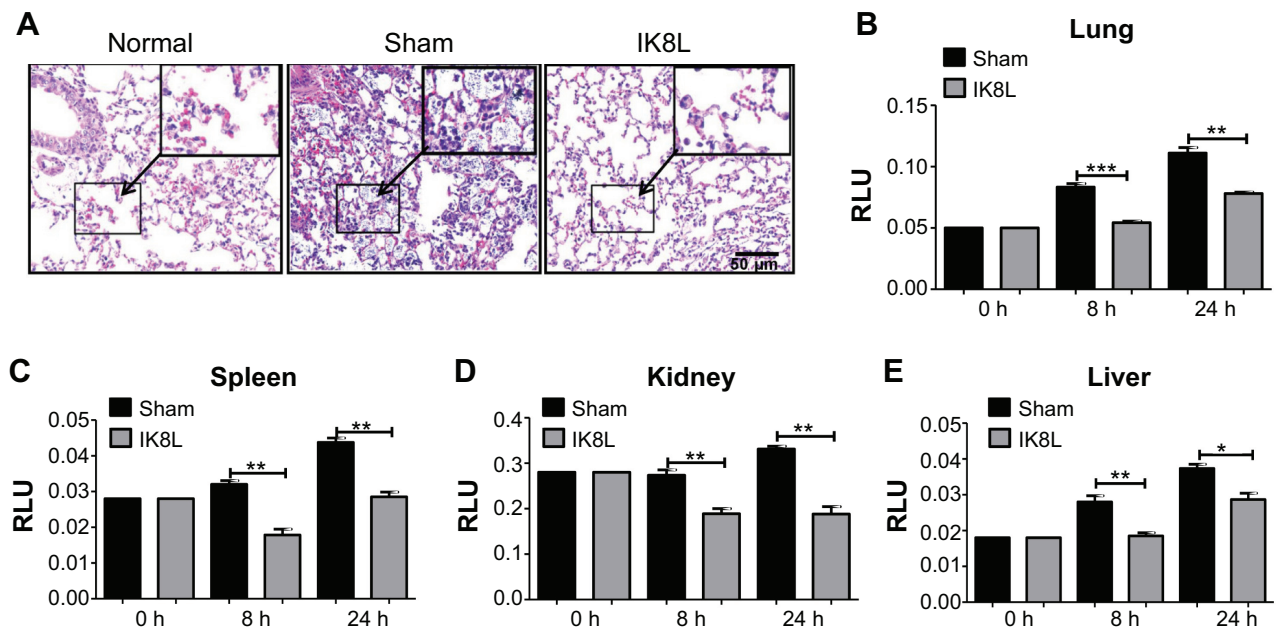 A
Normal
Sham
IK8L
50 µm
B
Lung
Sham
IK8L
RLU
0.15
0.10
0.05
0.00
***
**
0 h
8 h
24 h
C
Spleen
Sham
IK8L
RLU
0.05
0.04
0.03
0.02
0.01
0.00
**
**
0 h
8 h
24 h
D
Kidney
Sham
IK8L
RLU
0.4
0.3
0.2
0.1
0.0
**
**
0 h
8 h
24 h
E
Liver
Sham
IK8L
RLU
0.05
0.04
0.03
0.02
0.01
0.00
**
*
0 h
8 h
24 h